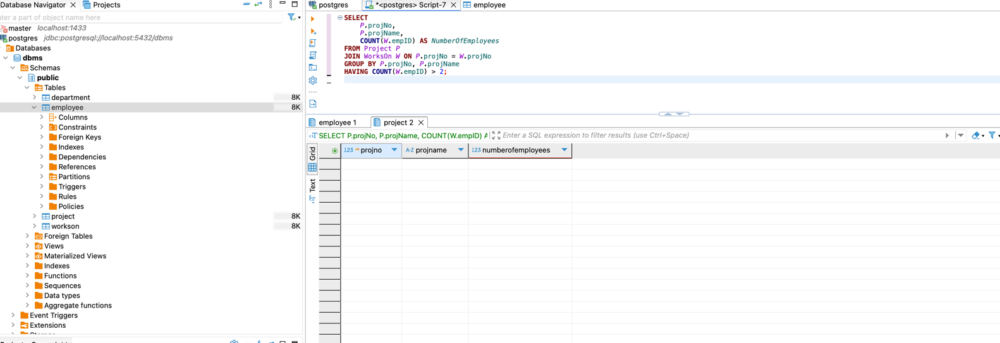 Database Navigator
Projects
ter a part of object name here
master localhost:1433
postgres jdbc:postgresql://localhost:5432/dbms
Databases
dbms
Schemas
public
Tables
department 8K
employee 8K
Columns
Constraints
Foreign Keys
Indexes
Dependencies
References
Partitions
Triggers
Rules
Policies
project 8K
workson 8K
Foreign Tables
Views
Materialized Views
Indexes
Functions
Sequences
Data types
Aggregate functions
Event Triggers
Extensions
postgres
*<postgres> Script-7
employee
SELECT
P.projNo,
P.projName,
COUNT(W.empID) AS NumberOfEmployees
FROM Project P
JOIN WorksOn W ON P.projNo = W.projNo
GROUP BY P.projNo, P.projName
HAVING COUNT(W.empID) > 2;
employee 1
project 2
SELECT P.projNo, P.projName, COUNT(W.empID) A
Enter a SQL expression to filter results (use Ctrl+Space)
Grid
Text
123 projno
A-Z projname
123 numberofemployees